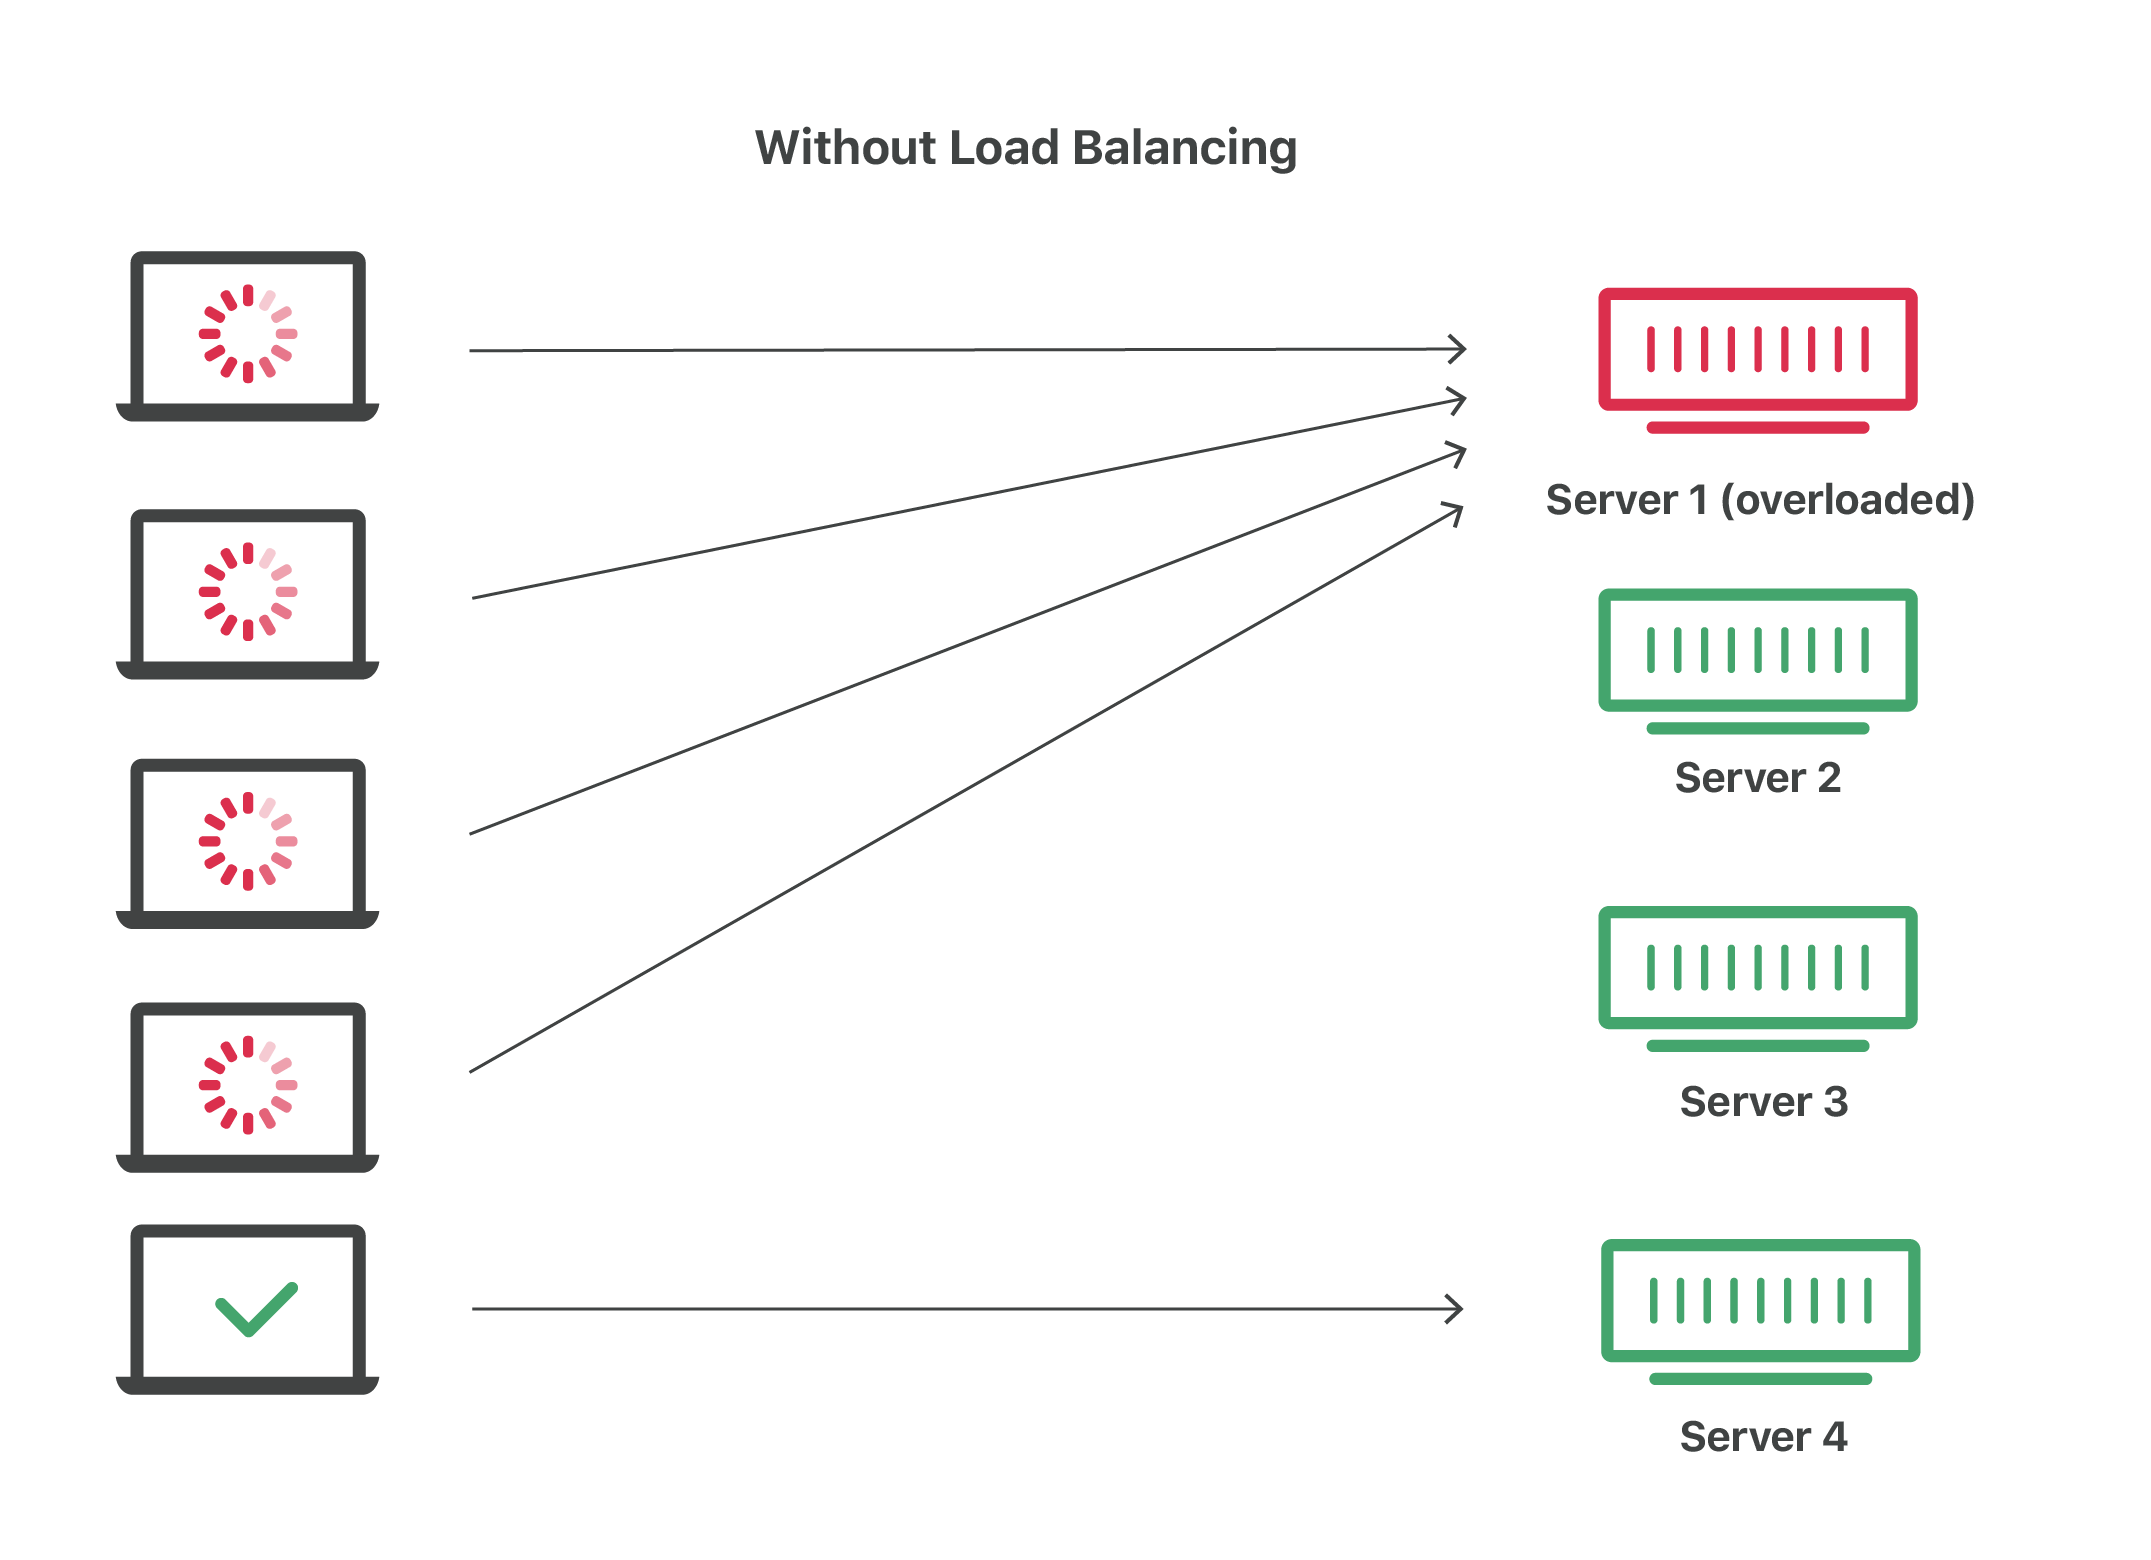 Without Load Balancing
Server 1 (overloaded)
Server 2
Server 3
Server 4